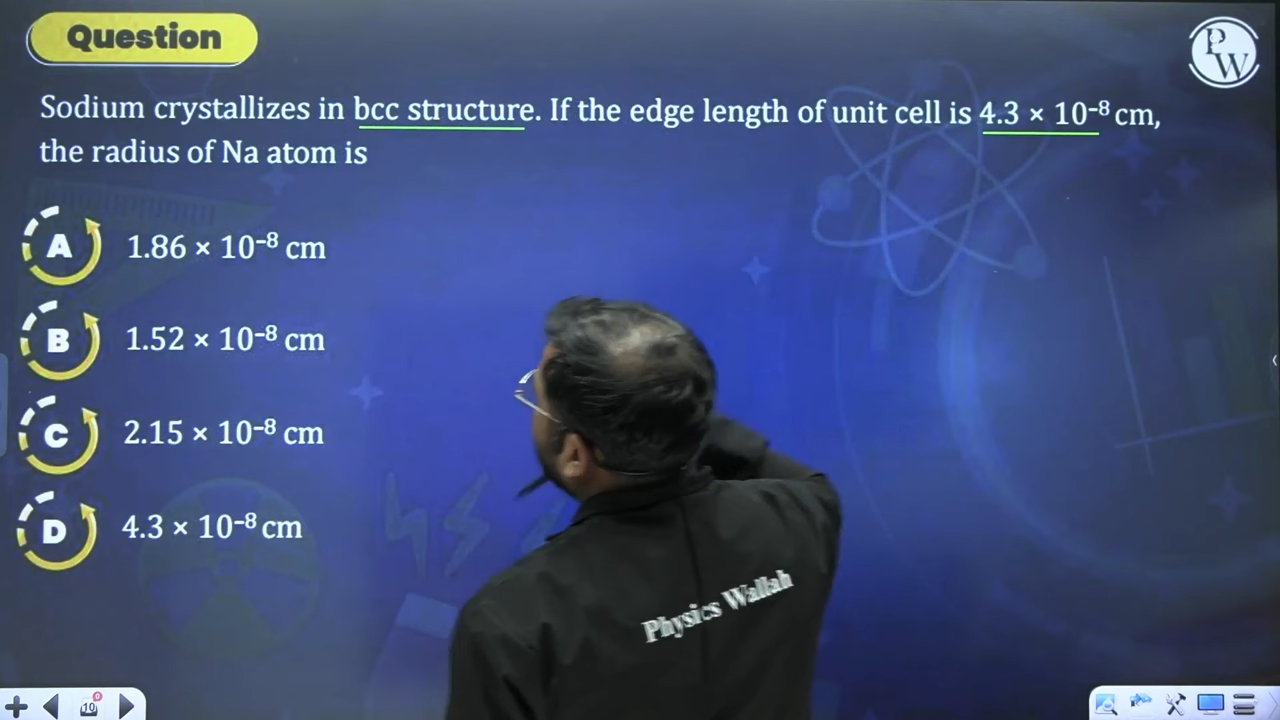 Question
PW
Sodium crystallizes in bcc structure. If the edge length of unit cell is 4.3 × 10⁻⁸ cm,
the radius of Na atom is
A 1.86 × 10⁻⁸ cm
B 1.52 × 10⁻⁸ cm
C 2.15 × 10⁻⁸ cm
D 4.3 × 10⁻⁸ cm
Physics Wallah
10